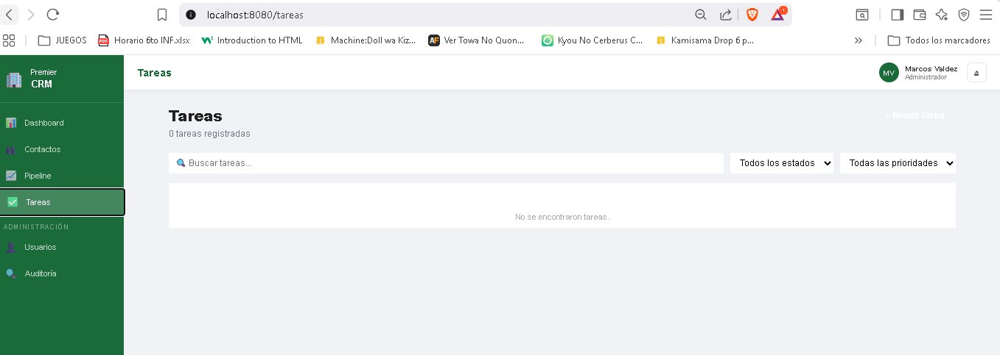 localhost:8080/tareas
JUEGOS
Horario 6to INF.xlsx
Introduction to HTML
Machine:Doll wa Kiz...
Ver Towa No Quon...
Kyou No Cerberus C...
Kamisama Drop 6 p...
»
Todos los marcadores
Premier
CRM
Tareas
MV
Marcos Valdez
Administrador
Dashboard
Contactos
Pipeline
Tareas
ADMINISTRACIÓN
Usuarios
Auditoría
Tareas
+ Nueva Tarea
0 tareas registradas
Buscar tareas...
Todos los estados
Todas las prioridades
No se encontraron tareas.